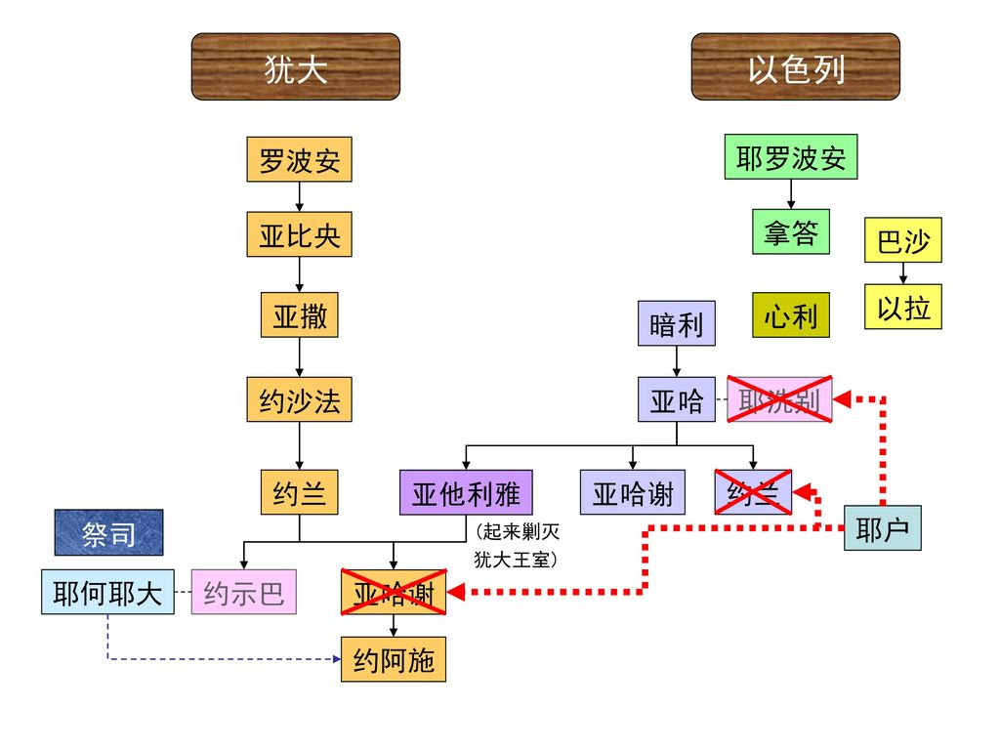 犹大
以色列
罗波安
耶罗波安
亚比央
拿答
巴沙
亚撒
暗利
心利
以拉
约沙法
亚哈
耶洗别
约兰
亚他利雅
亚哈谢
约兰
祭司
(起来剿灭
犹大王室)
耶户
耶何耶大
约示巴
亚哈谢
约阿施